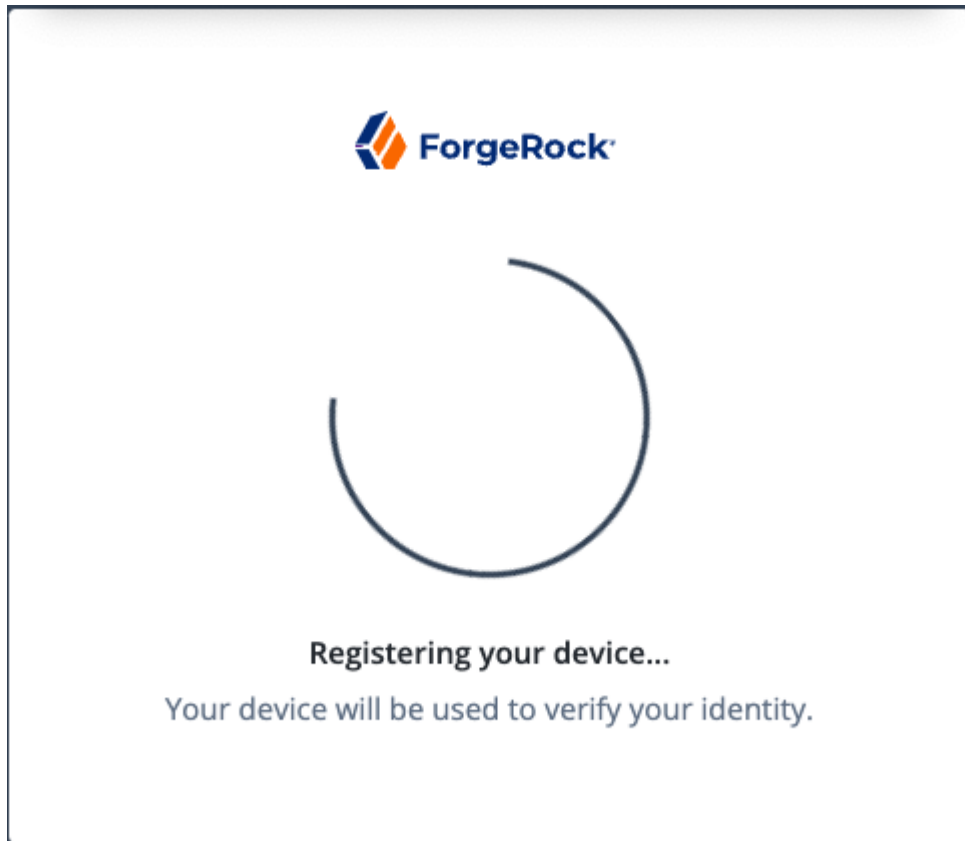 ForgeRock
Registering your device...
Your device will be used to verify your identity.